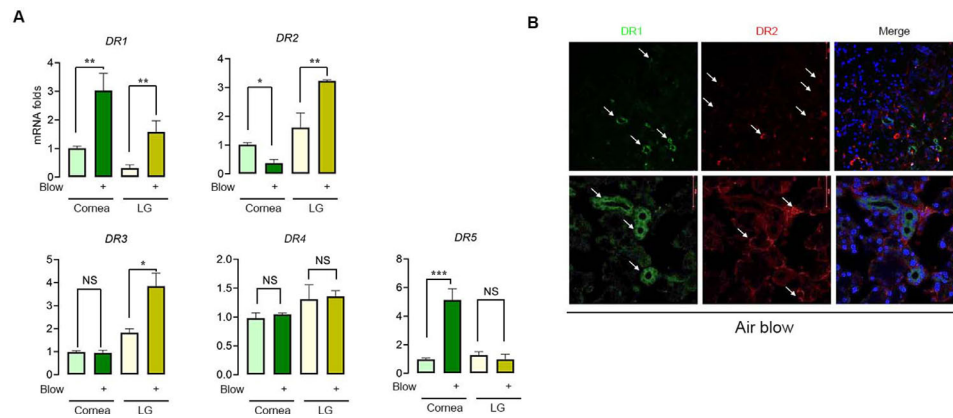 A
DR1
mRNA folds
4
3
2
1
0
**
**
Blow
+
+
Cornea
LG
DR2
4
3
2
1
0
*
**
Blow
+
+
Cornea
LG
DR3
5
4
3
2
1
0
NS
*
Blow
+
+
Cornea
LG
DR4
2.0
1.5
1.0
0.5
0.0
NS
NS
Blow
+
+
Cornea
LG
DR5
8
6
4
2
0
***
NS
Blow
+
+
Cornea
LG
B
DR1
DR2
Merge
Air blow